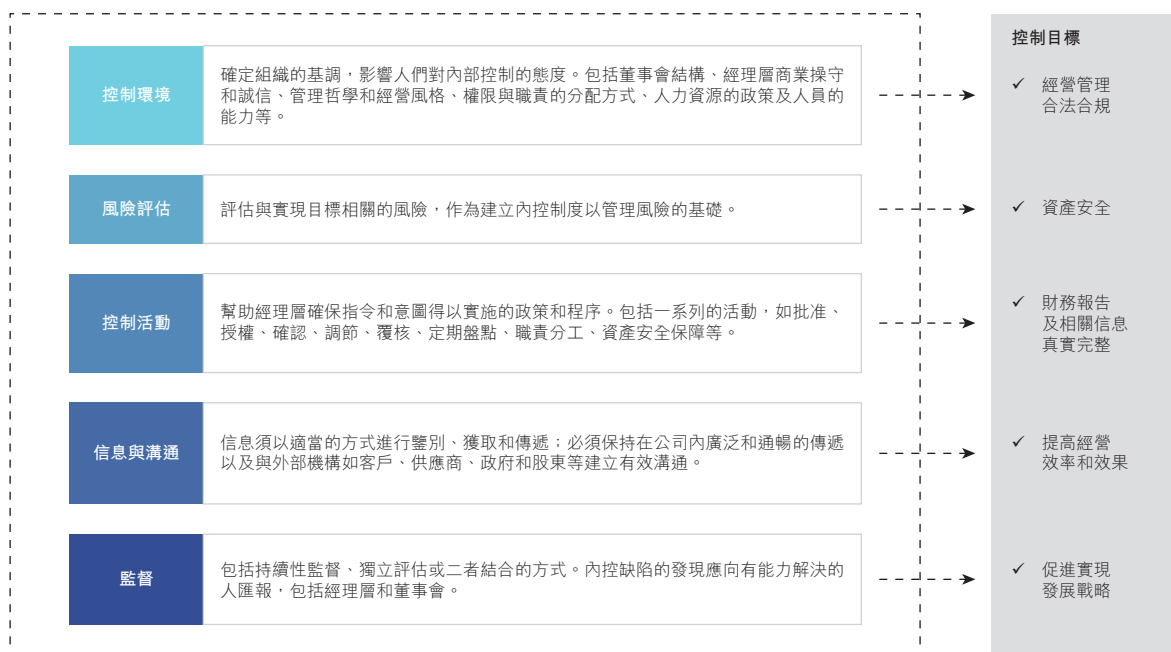 控制目標
控制環境
確定組織的基調，影響人們對內部控制的態度。包括董事會結構、經理層商業操守
和誠信、管理哲學和經營風格、權限與職責的分配方式、人力資源的政策及人員的
能力等。
✓ 經營管理
合法合規
風險評估
評估與實現目標相關的風險，作為建立內控制度以管理風險的基礎。
✓ 資產安全
控制活動
幫助經理層確保指令和意圖得以實施的政策和程序。包括一系列的活動，如批准、
授權、確認、調節、覆核、定期盤點、職責分工、資產安全保障等。
✓ 財務報告
及相關信息
真實完整
信息與溝通
信息須以適當的方式進行鑒別、獲取和傳遞；必須保持在公司內廣泛和通暢的傳遞
以及與外部機構如客戶、供應商、政府和股東等建立有效溝通。
✓ 提高經營
效率和效果
監督
包括持續性監督、獨立評估或二者結合的方式。內控缺陷的發現應向有能力解決的
人匯報，包括經理層和董事會。
✓ 促進實現
發展戰略